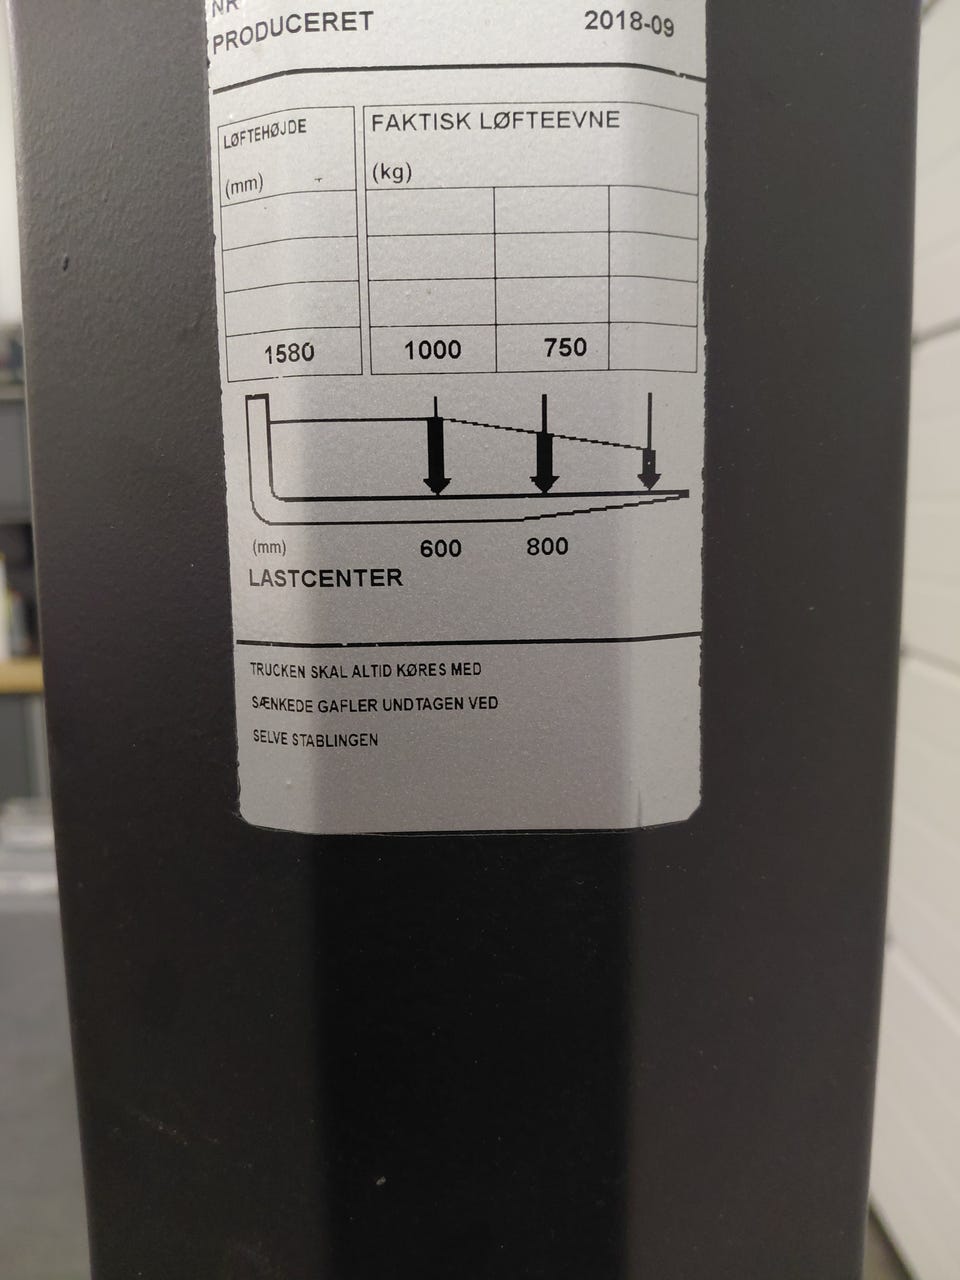 NR
PRODUCERET 2018-09
LØFTEHØJDE FAKTISK LØFTEEVNE
(mm) (kg)
1580 1000 750
(mm) 600 800
LASTCENTER
TRUCKEN SKAL ALTID KØRES MED
SÆNKEDE GAFLER UNDTAGEN VED
SELVE STABLINGEN